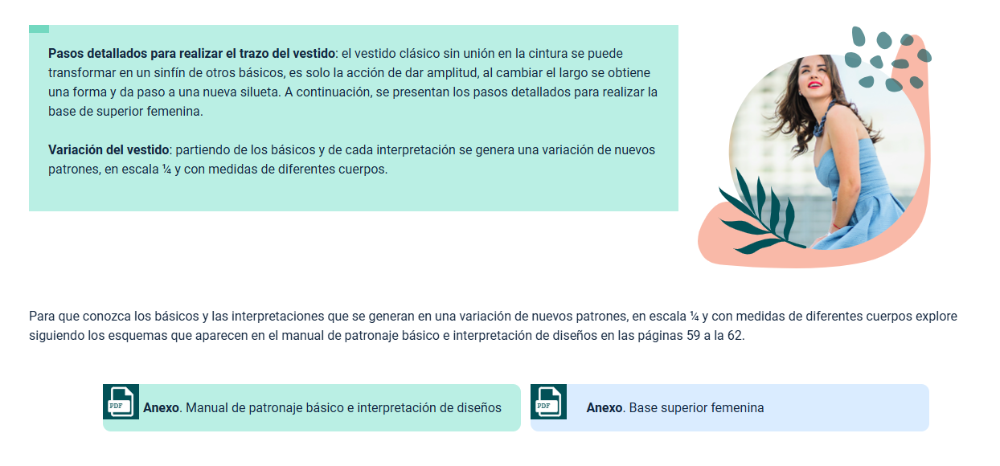 Pasos detallados para realizar el trazo del vestido: el vestido clásico sin unión en la cintura se puede
transformar en un sinfín de otros básicos, es solo la acción de dar amplitud, al cambiar el largo se obtiene
una forma y da paso a una nueva silueta. A continuación, se presentan los pasos detallados para realizar la
base de superior femenina.
Variación del vestido: partiendo de los básicos y de cada interpretación se genera una variación de nuevos
patrones, en escala ¼ y con medidas de diferentes cuerpos.
Para que conozca los básicos y las interpretaciones que se generan en una variación de nuevos patrones, en escala ¼ y con medidas de diferentes cuerpos explore
siguiendo los esquemas que aparecen en el manual de patronaje básico e interpretación de diseños en las páginas 59 a la 62.
PDF Anexo. Manual de patronaje básico e interpretación de diseños
PDF Anexo. Base superior femenina